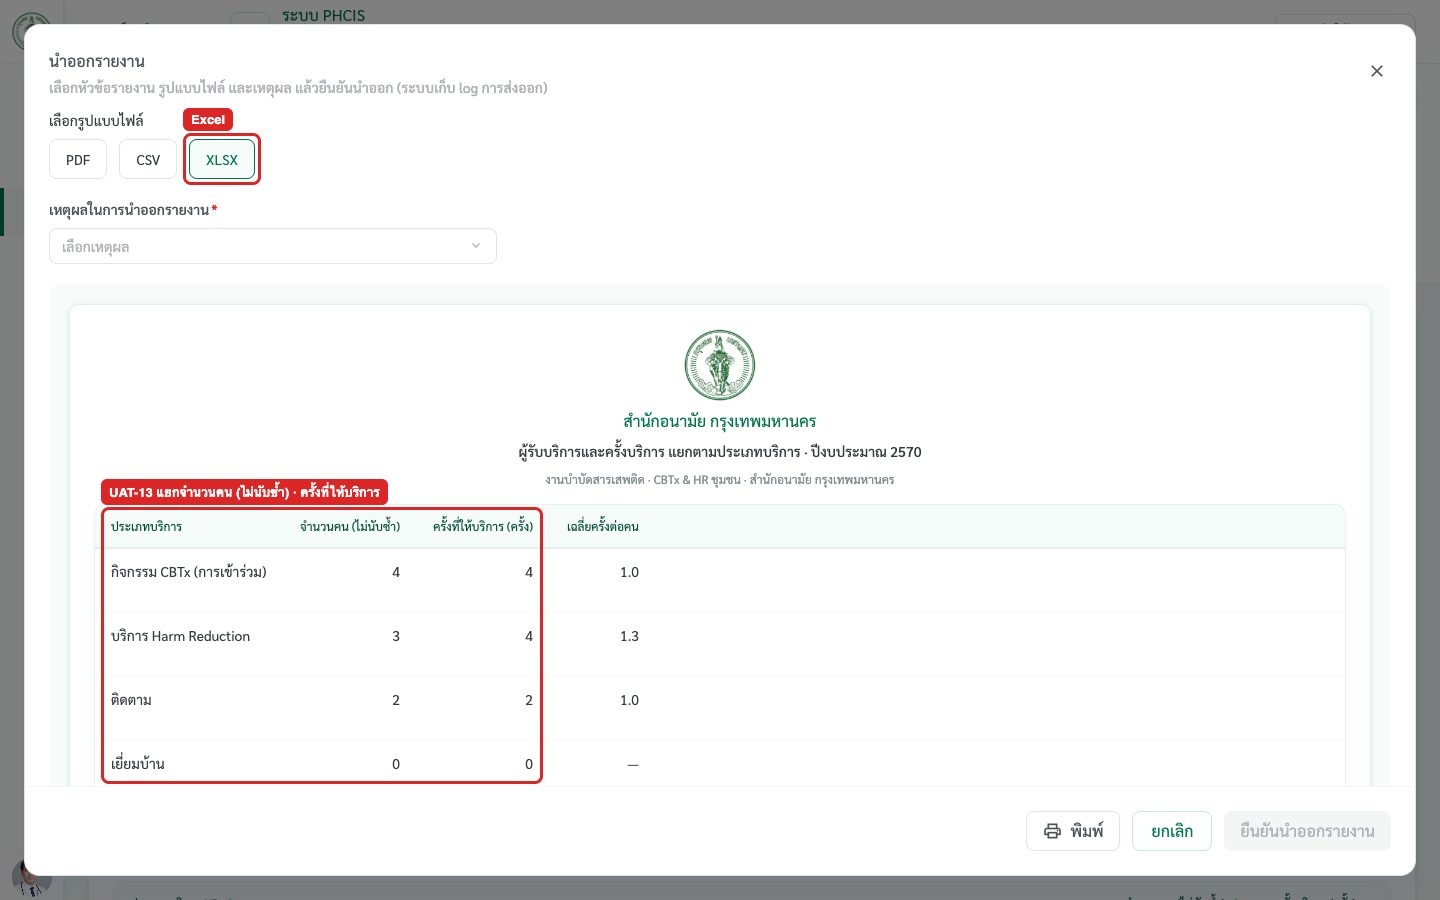 ระบบ PHCIS
นำออกรายงาน
เลือกหัวข้อรายงาน รูปแบบไฟล์ และเหตุผล แล้วยืนยันนำออก (ระบบเก็บ log การส่งออก)
เลือกรูปแบบไฟล์
Excel
PDF CSV XLSX
เหตุผลในการนำออกรายงาน *
เลือกเหตุผล
สำนักอนามัย กรุงเทพมหานคร
ผู้รับบริการและครั้งบริการ แยกตามประเภทบริการ · ปีงบประมาณ 2570
งานบำบัดสารเสพติด · CBTx & HR ชุมชน · สำนักอนามัย กรุงเทพมหานคร
UAT-13 แยกจำนวนคน (ไม่นับซ้ำ) · ครั้งที่ให้บริการ
ประเภทบริการ จำนวนคน (ไม่นับซ้ำ) ครั้งที่ให้บริการ (ครั้ง) เฉลี่ยครั้งต่อคน
กิจกรรม CBTx (การเข้าร่วม) 4 4 1.0
บริการ Harm Reduction 3 4 1.3
ติดตาม 2 2 1.0
เยี่ยมบ้าน 0 0 —
พิมพ์ ยกเลิก ยืนยันนำออกรายงาน